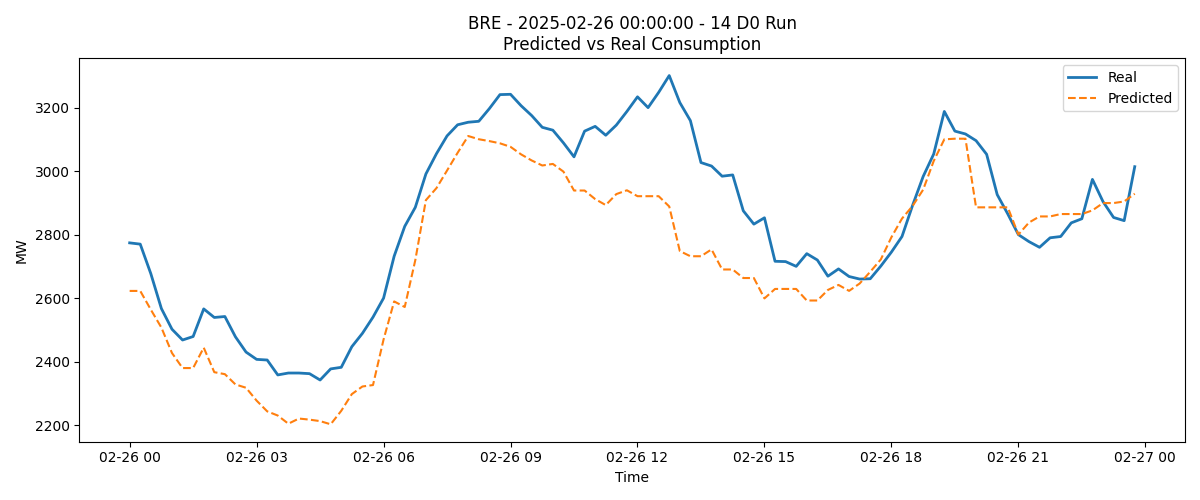 BRE - 2025-02-26 00:00:00 - 14 D0 Run
Predicted vs Real Consumption
Real
Predicted
MW
3200
3000
2800
2600
2400
2200
02-26 00
02-26 03
02-26 06
02-26 09
02-26 12
02-26 15
02-26 18
02-26 21
02-27 00
Time